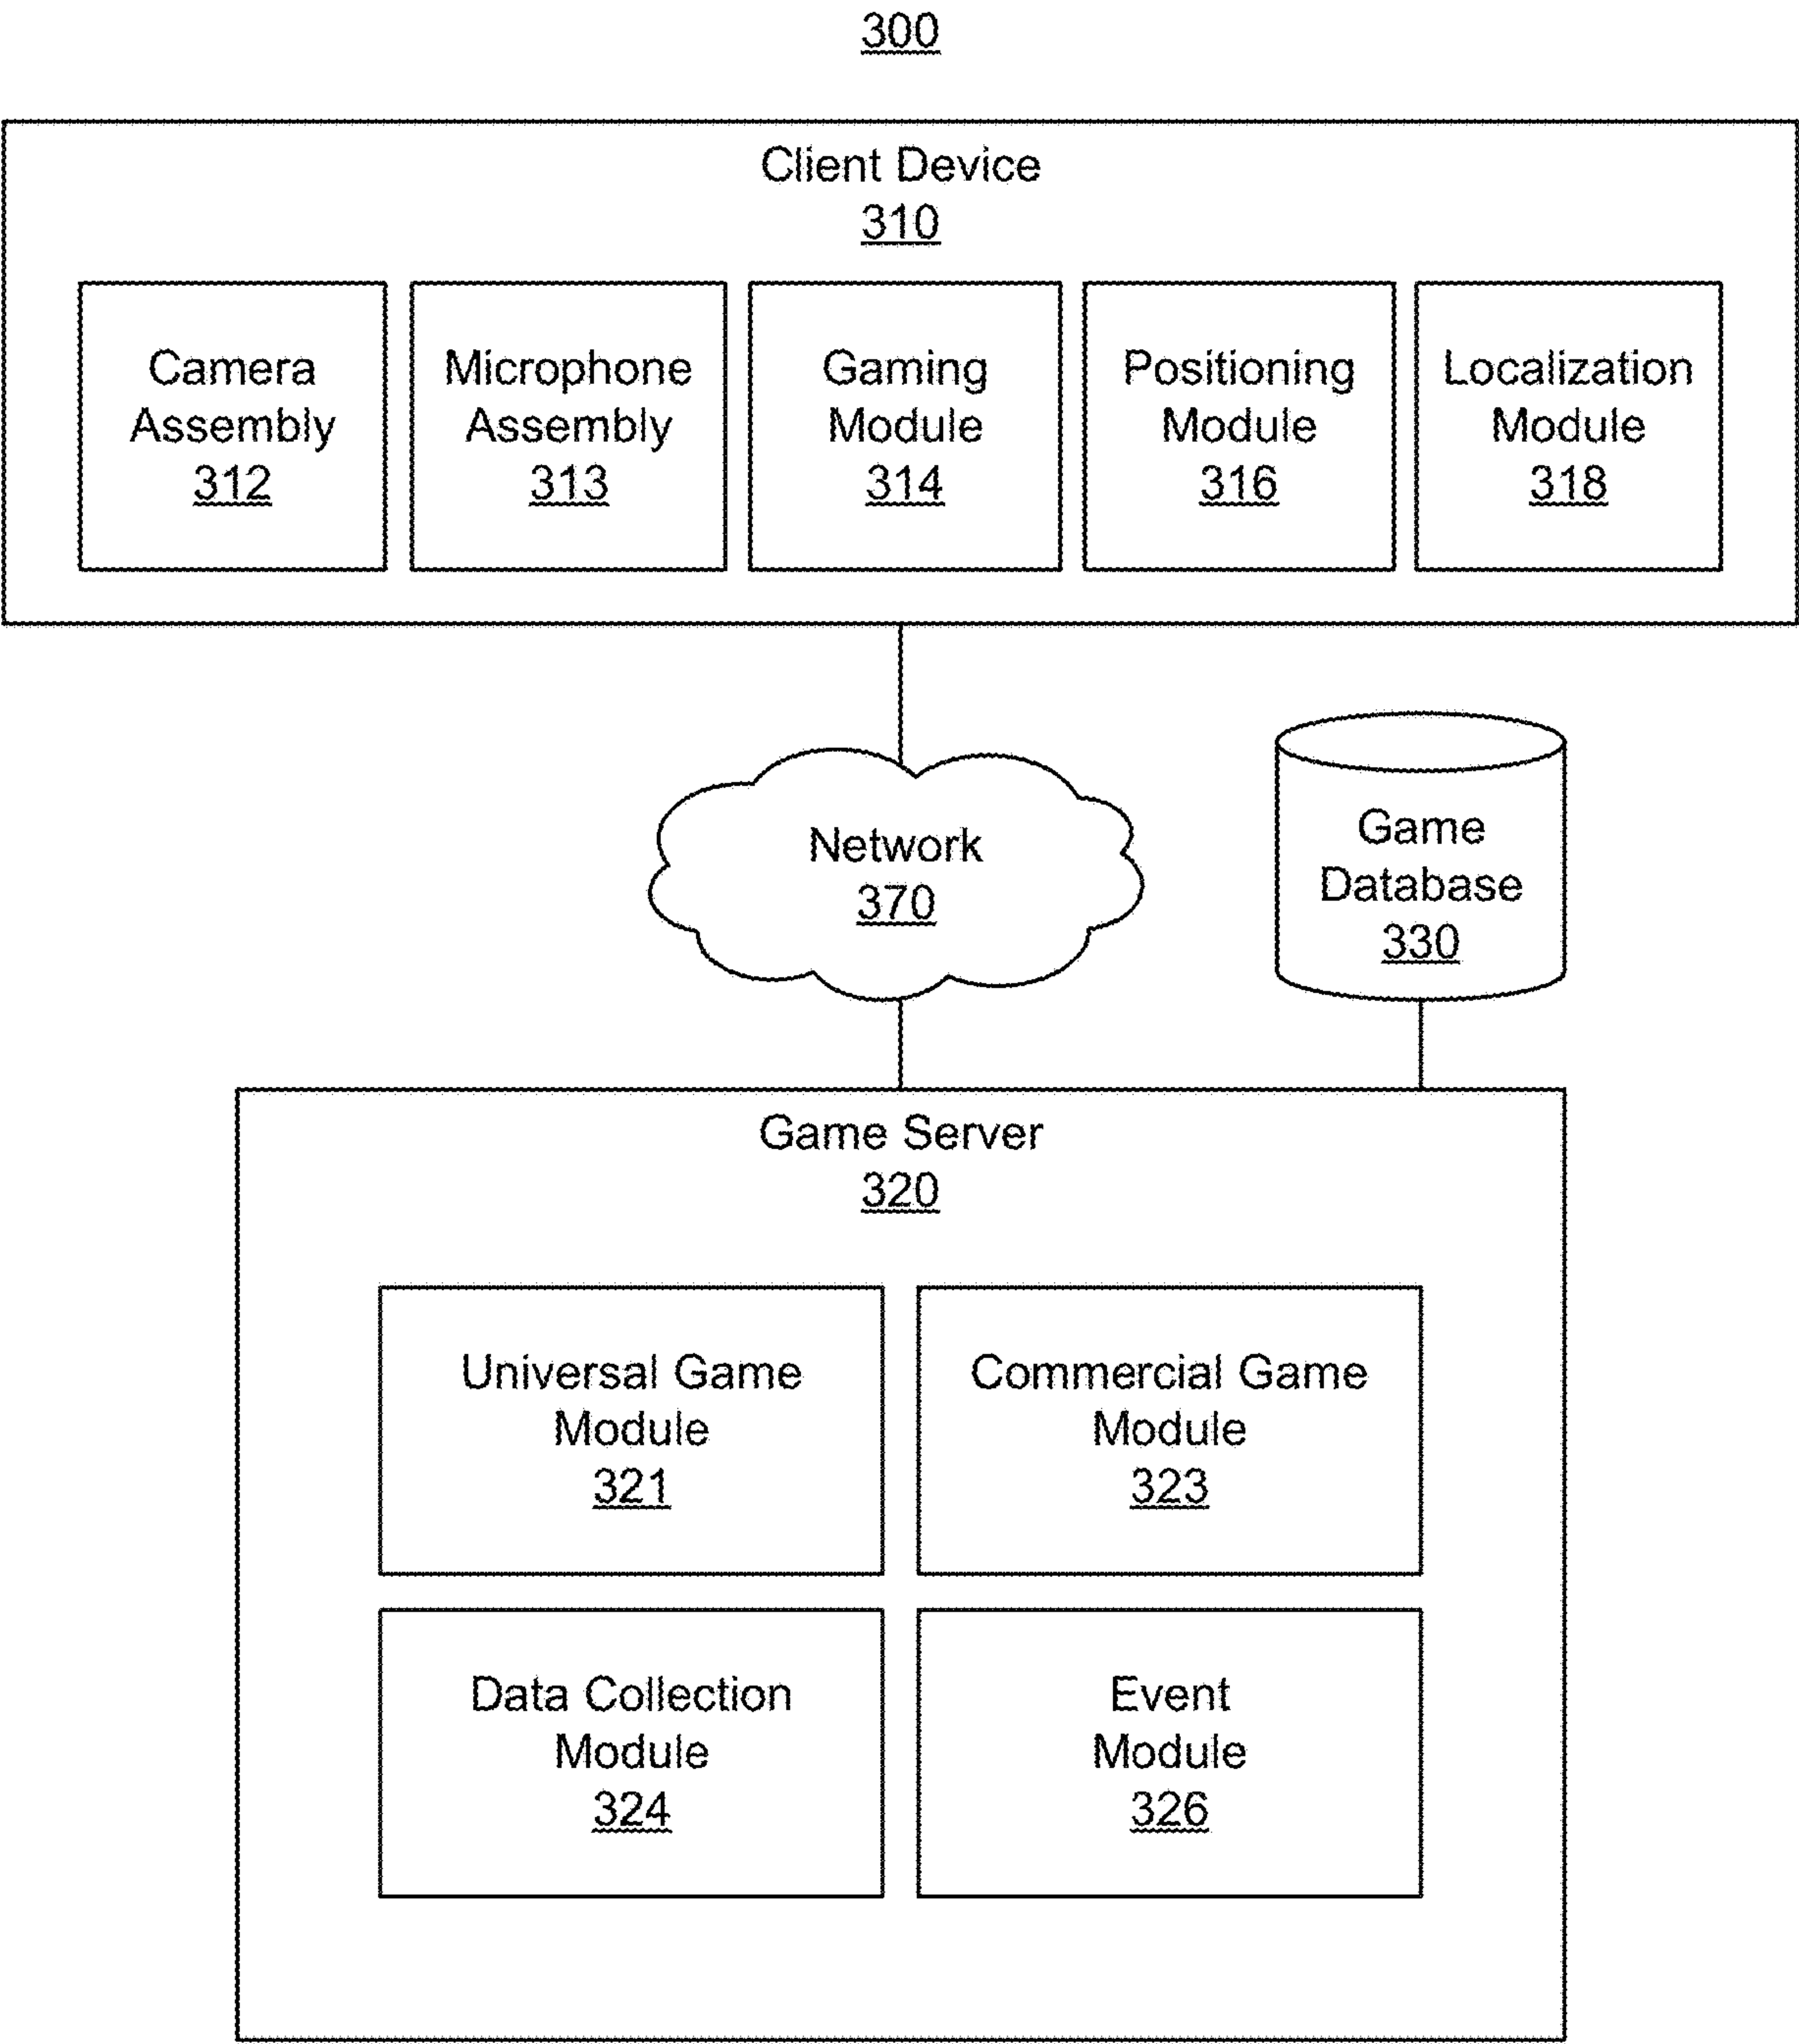 300
Client Device
310
Camera
Assembly
312
Microphone
Assembly
313
Gaming
Module
314
Positioning
Module
316
Localization
Module
318
Network
370
Game
Database
330
Game Server
320
Universal Game
Module
321
Commercial Game
Module
323
Data Collection
Module
324
Event
Module
326